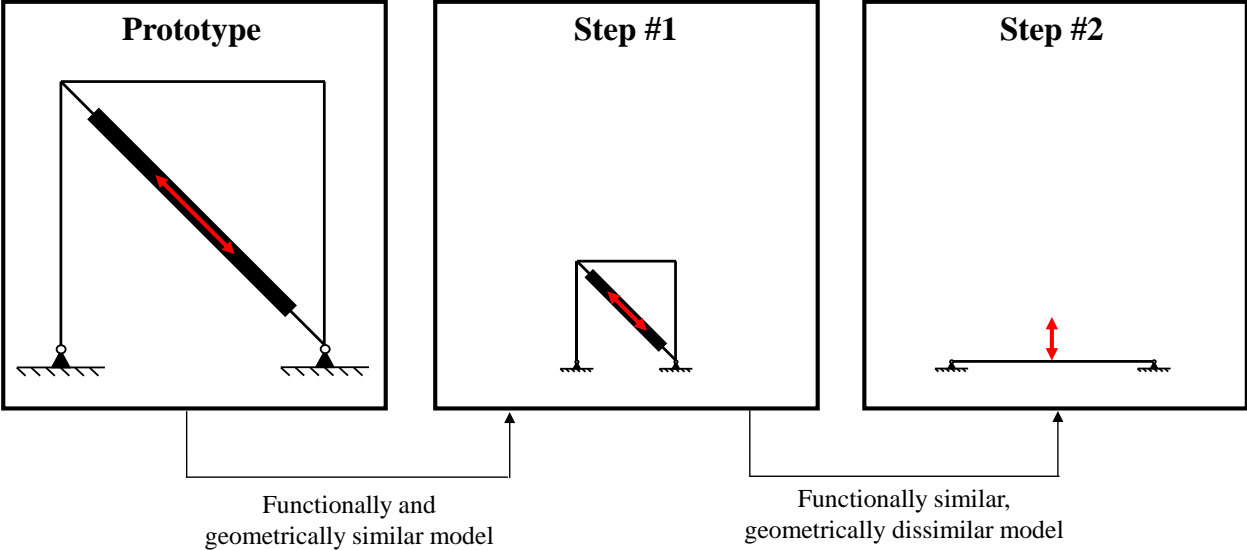 Prototype
Step #1
Step #2
Functionally and
geometrically similar model
Functionally similar,
geometrically dissimilar model